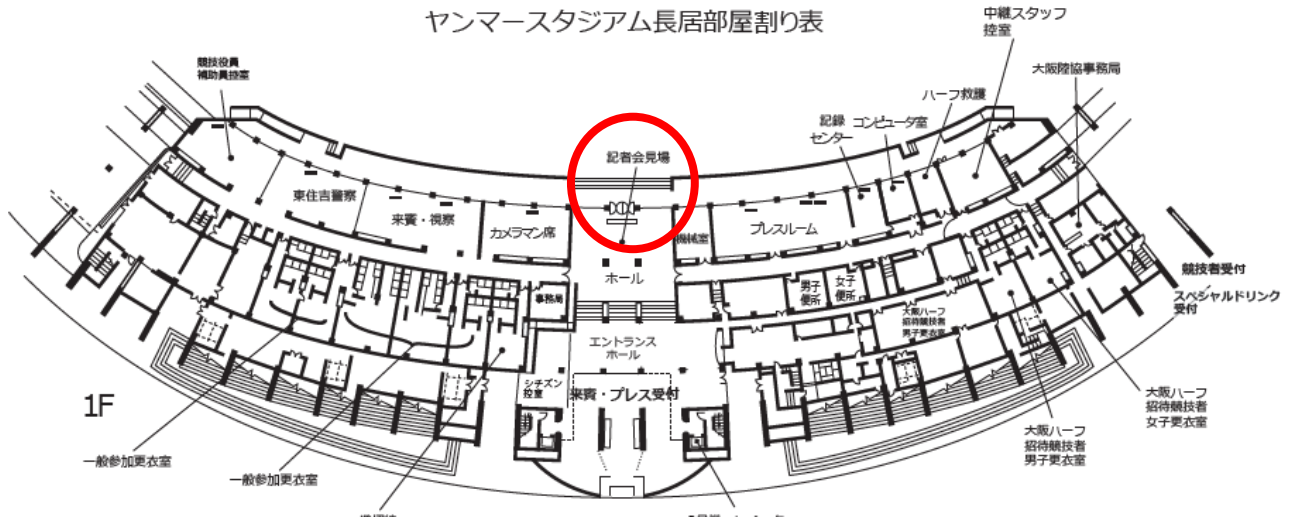 ヤンマースタジアム長居部屋割り表
中継スタッフ
控室
競技役員
補助員控室
大阪陸協事務局
ハーフ救護
記録
センター
コンピュータ室
記者会見場
東住吉警察
来賓・視察
カメラマン席
機械室
プレスルーム
ホール
男子
便所
女子
便所
競技者受付
スペシャルドリンク
受付
事務局
大阪ハーフ
招待競技者
男子更衣室
エントランス
ホール
シチズン
控室
来賓・プレス受付
1F
大阪ハーフ
招待競技者
女子更衣室
大阪ハーフ
招待競技者
男子更衣室
一般参加更衣室
一般参加更衣室